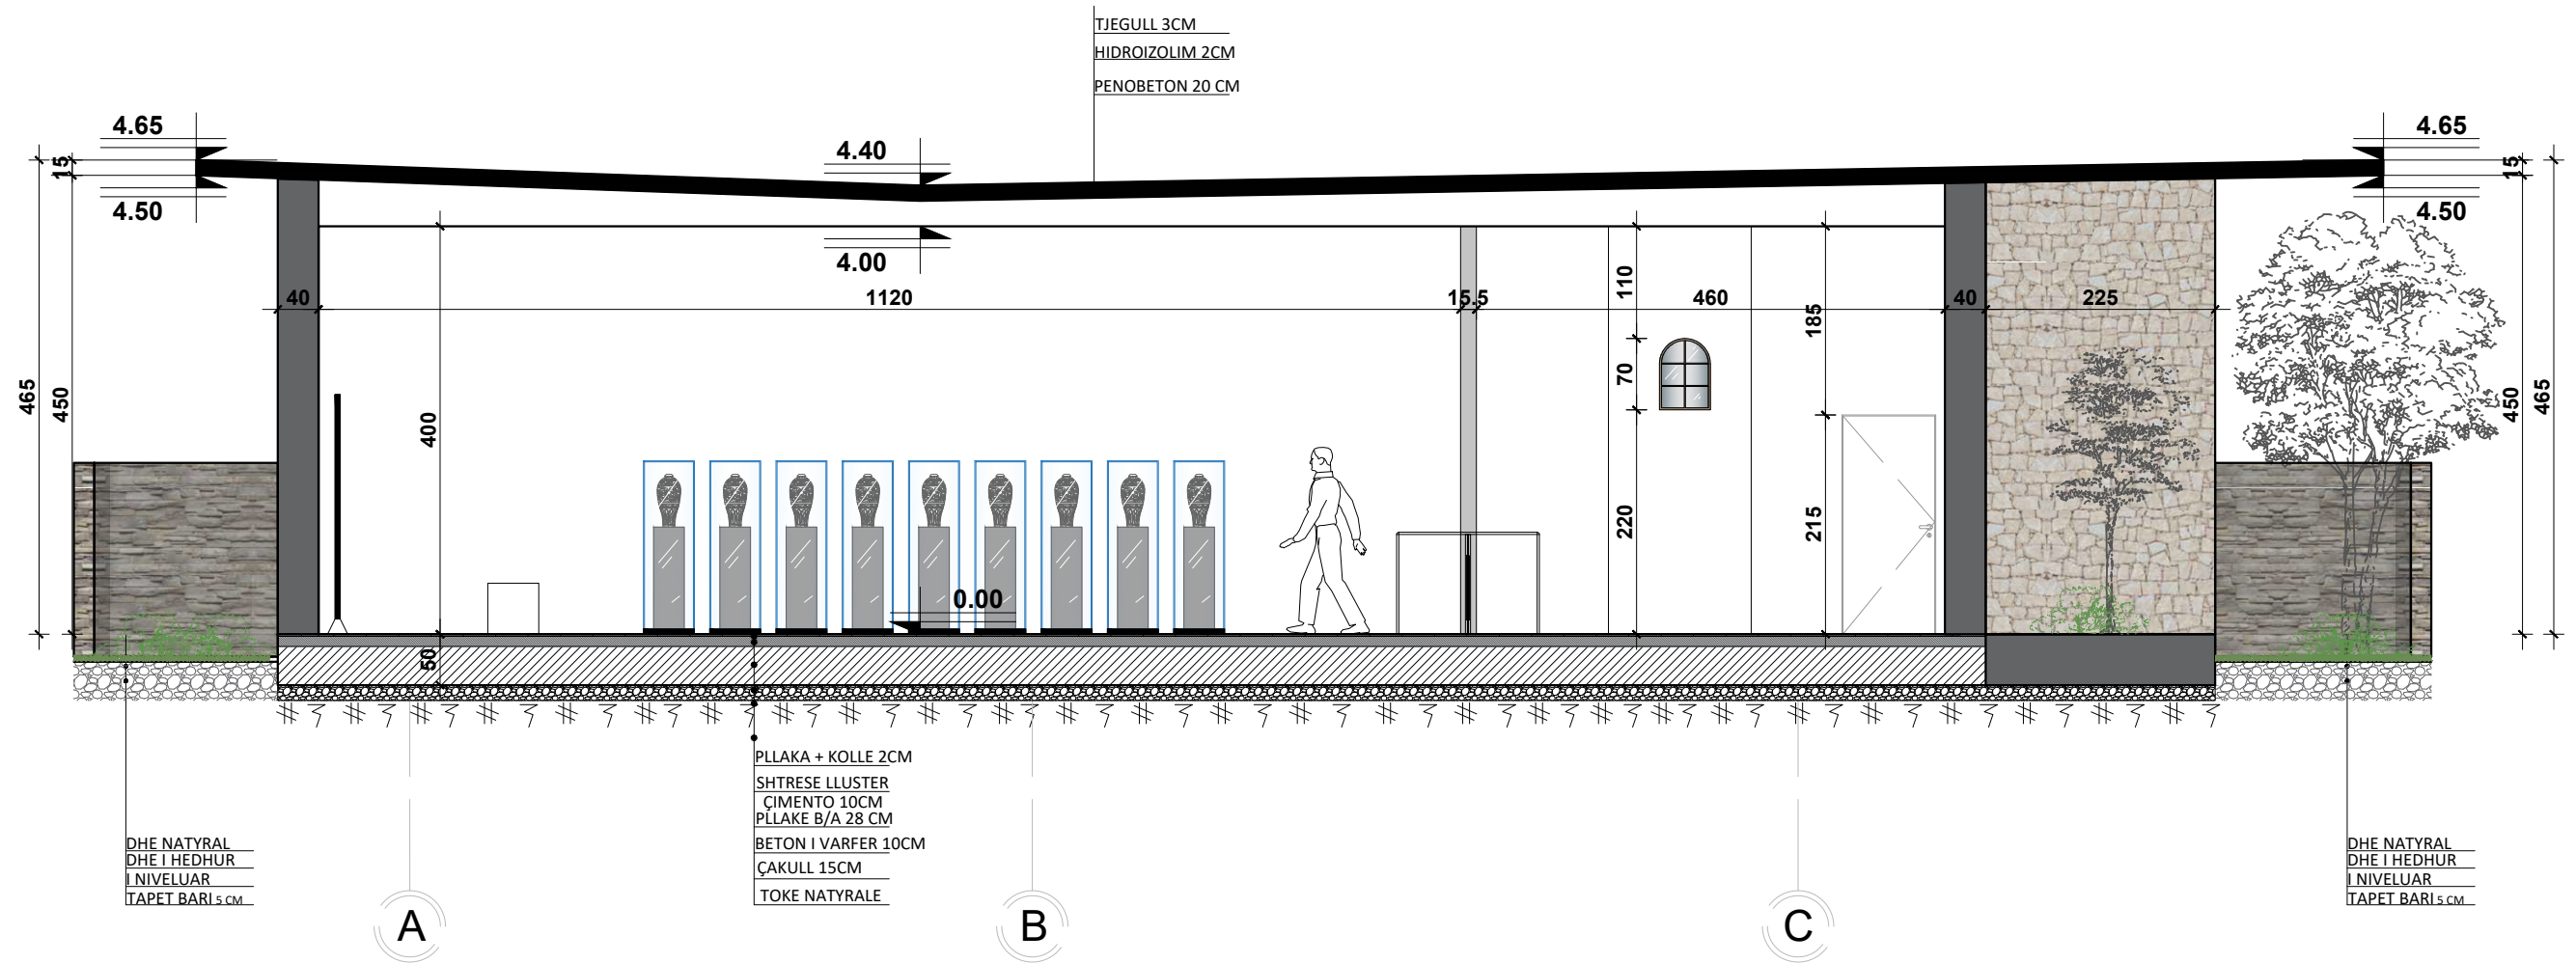 TJEGULL 3CM
HIDROIZOLIM 2CM
PENOBETON 20 CM
4.65
4.50
15
4.40
4.00
4.65
4.50
15
40
1120
15.5
460
40
225
110
70
220
185
215
465
450
400
50
450
465
0.00
PLLAKA + KOLLE 2CM
SHTRESE LLUSTER
ÇIMENTO 10CM
PLLAKE B/A 28 CM
BETON I VARFER 10CM
ÇAKULL 15CM
TOKE NATYRALE
DHE NATYRAL
DHE I HEDHUR
I NIVELUAR
TAPET BARI 5 CM
DHE NATYRAL
DHE I HEDHUR
I NIVELUAR
TAPET BARI 5 CM
A
B
C